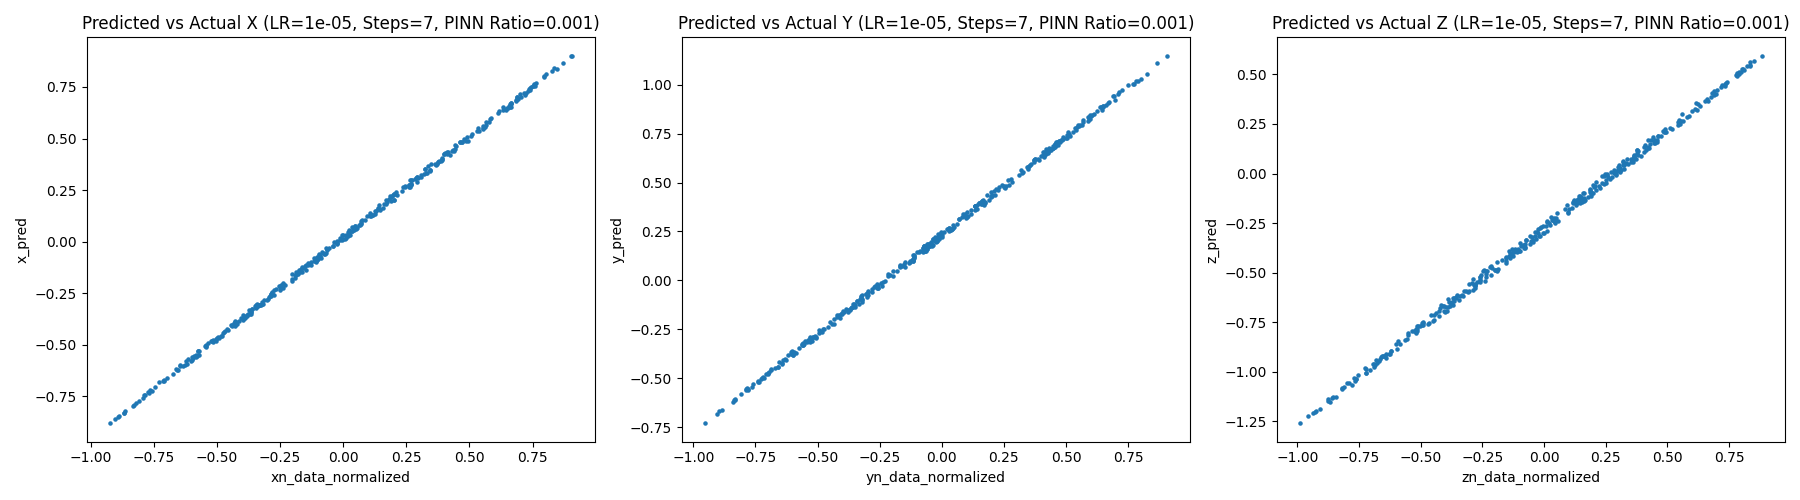 Predicted vs Actual X (LR=1e-05, Steps=7, PINN Ratio=0.001)
x_pred
0.75
0.50
0.25
0.00
−0.25
−0.50
−0.75
−1.00 −0.75 −0.50 −0.25 0.00 0.25 0.50 0.75
xn_data_normalized
Predicted vs Actual Y (LR=1e-05, Steps=7, PINN Ratio=0.001)
y_pred
1.00
0.75
0.50
0.25
0.00
−0.25
−0.50
−0.75
−1.00 −0.75 −0.50 −0.25 0.00 0.25 0.50 0.75
yn_data_normalized
Predicted vs Actual Z (LR=1e-05, Steps=7, PINN Ratio=0.001)
z_pred
0.50
0.25
0.00
−0.25
−0.50
−0.75
−1.00
−1.25
−1.00 −0.75 −0.50 −0.25 0.00 0.25 0.50 0.75
zn_data_normalized